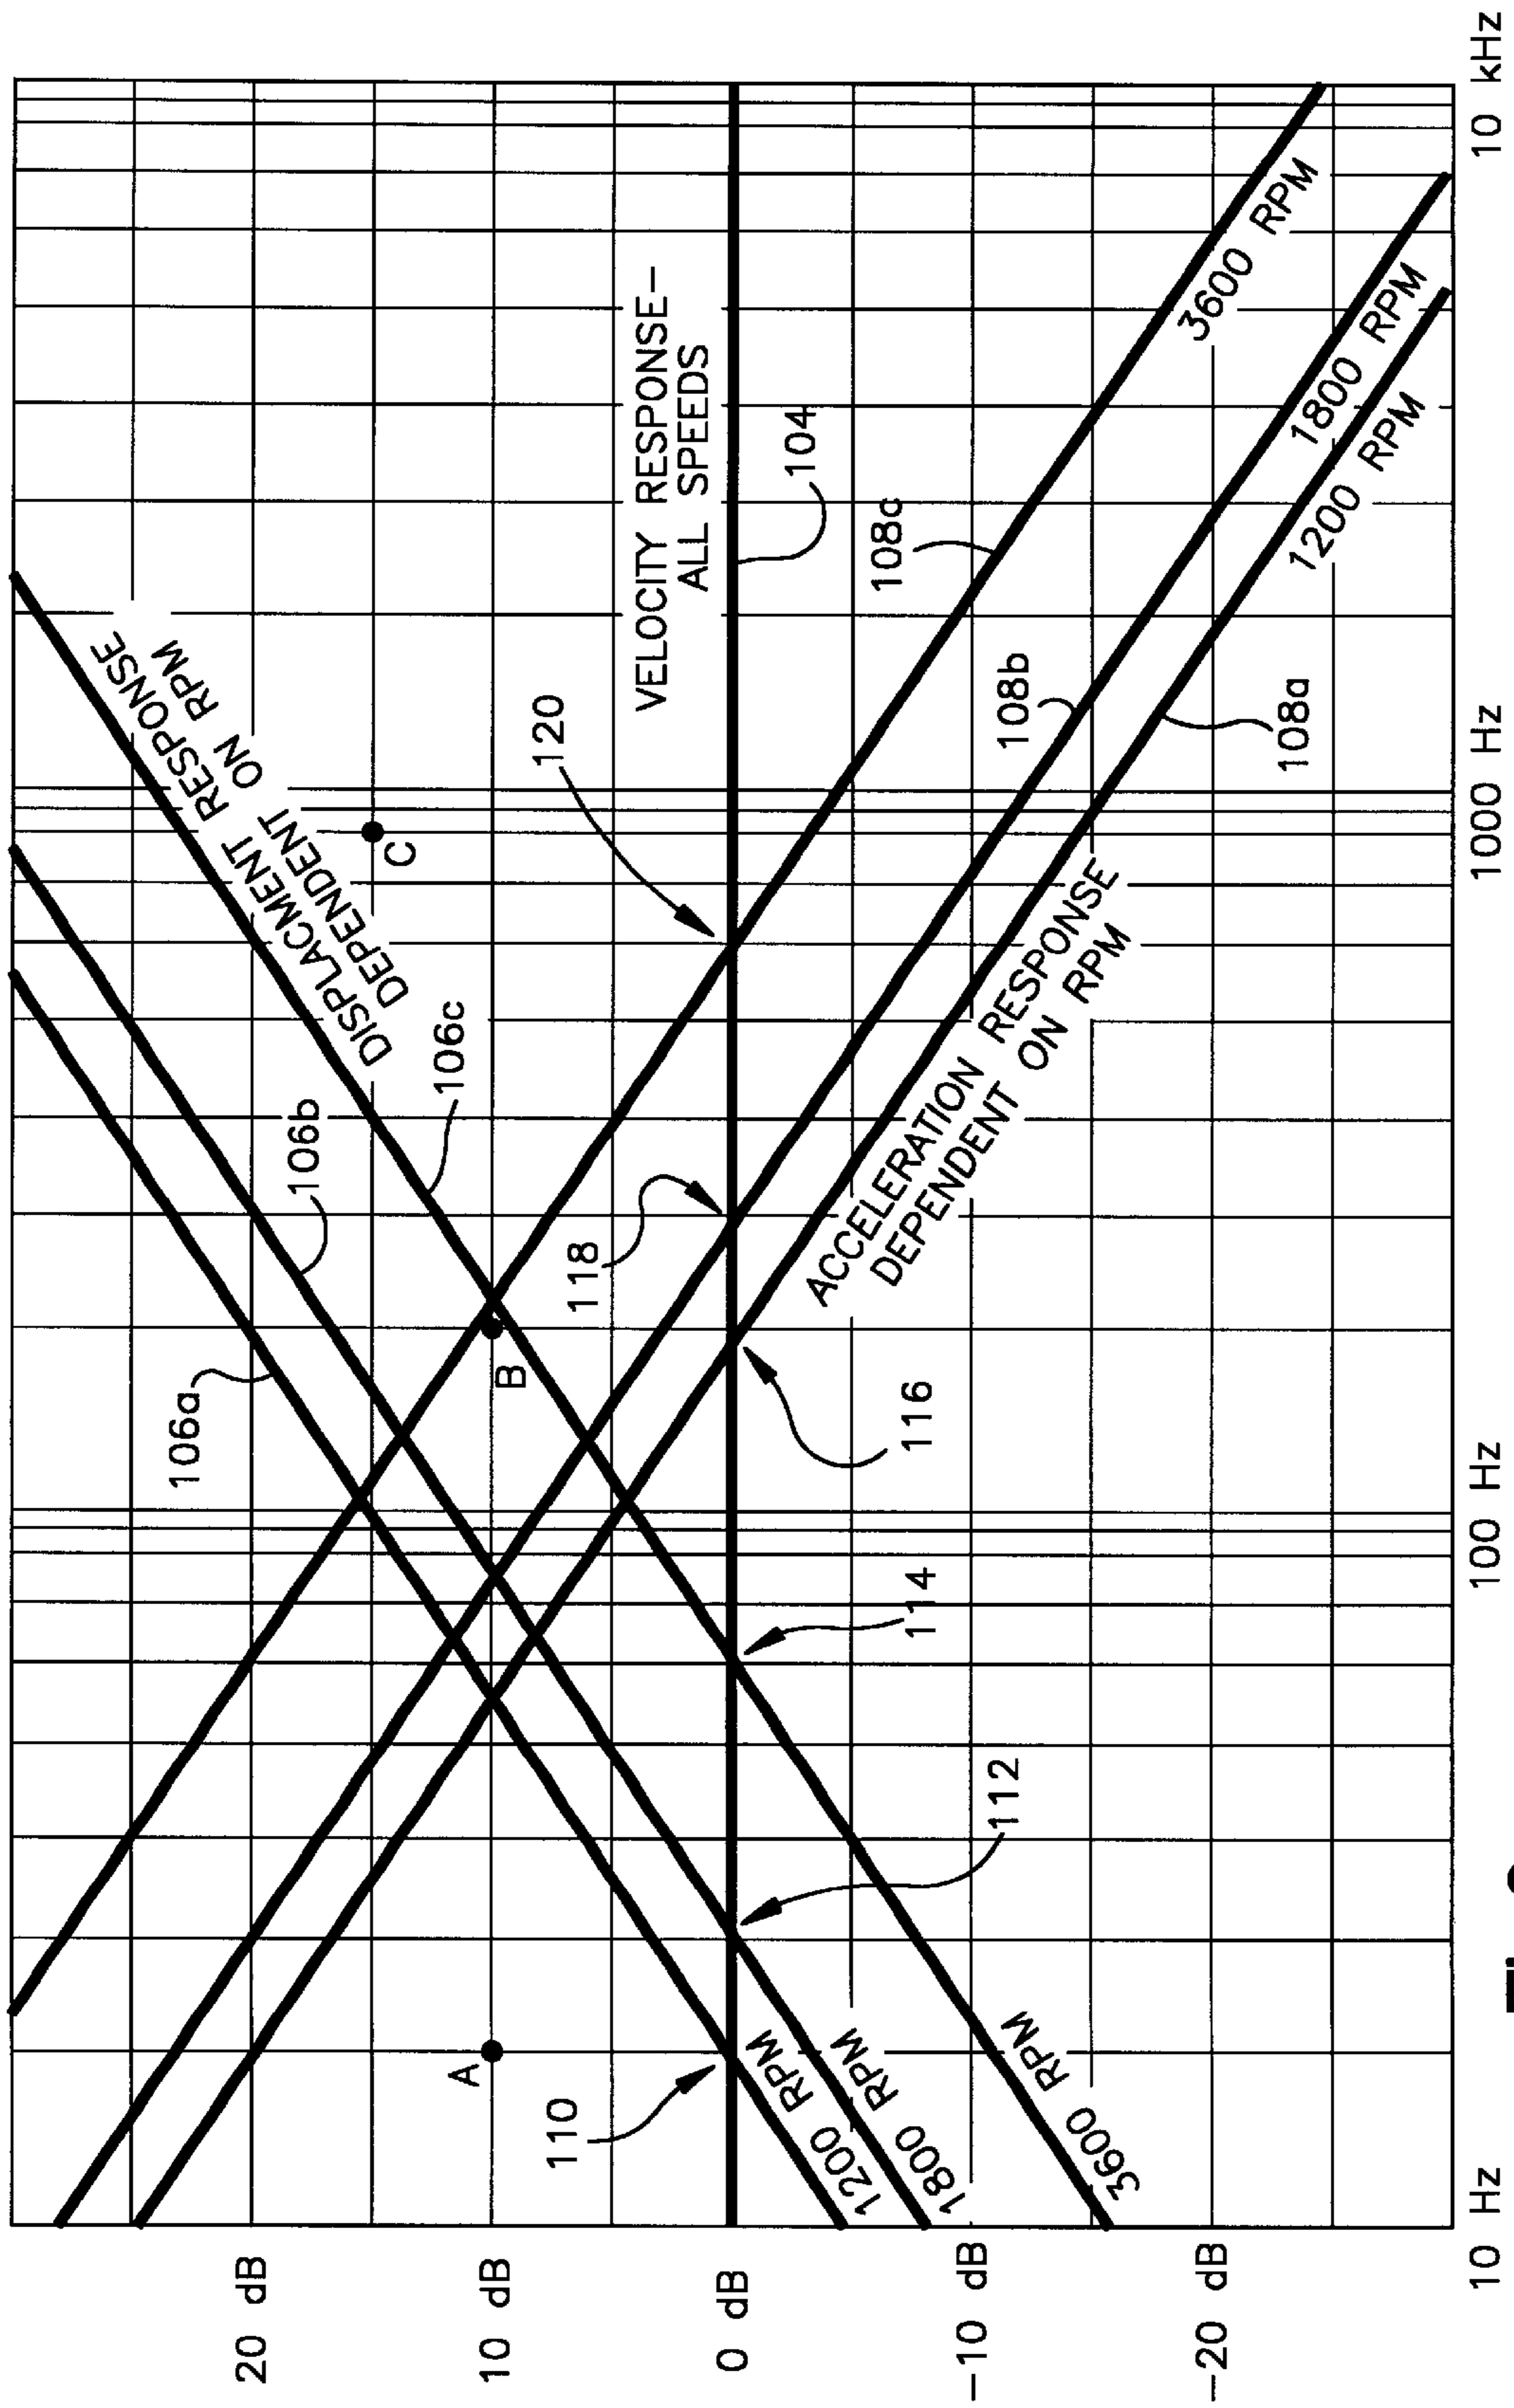 DISPLACMENT RESPONSE
DEPENDENT ON RPM
106a
106b
106c
C
120
VELOCITY RESPONSE-
ALL SPEEDS
104
A
B
118
110
108c
20 dB
10 dB
0 dB
-10 dB
-20 dB
1200 RPM
1800 RPM
3600 RPM
112
114
116
ACCELERATION RESPONSE
DEPENDENT ON RPM
108b
108a
3600 RPM
1800 RPM
1200 RPM
10 Hz
100 Hz
1000 Hz
10 kHz